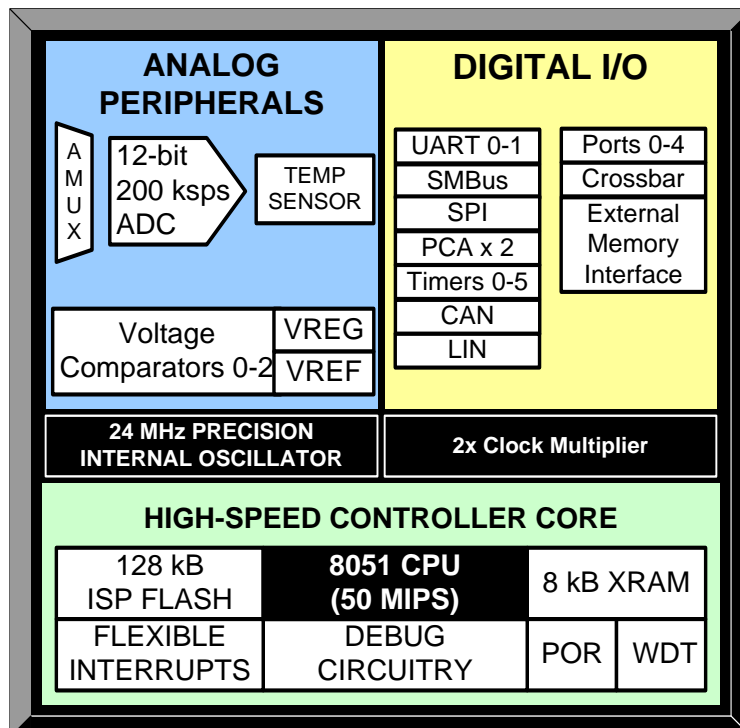 ANALOG
PERIPHERALS
A
M
U
X
12-bit
200 ksps
ADC
TEMP
SENSOR
Voltage
Comparators 0-2
VREG
VREF
DIGITAL I/O
UART 0-1
SMBus
SPI
PCA x 2
Timers 0-5
CAN
LIN
Ports 0-4
Crossbar
External
Memory
Interface
24 MHz PRECISION
INTERNAL OSCILLATOR
2x Clock Multiplier
HIGH-SPEED CONTROLLER CORE
128 kB
ISP FLASH
8051 CPU
(50 MIPS)
8 kB XRAM
FLEXIBLE
INTERRUPTS
DEBUG
CIRCUITRY
POR
WDT